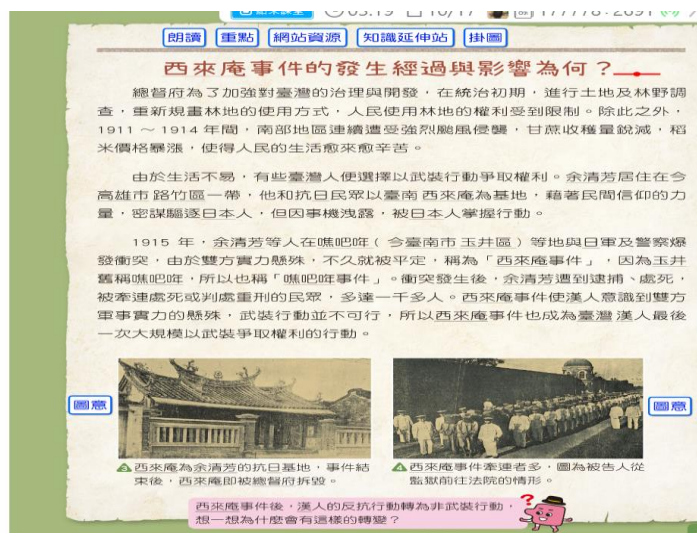 朗讀 重點 網站資源 知識延伸站 掛圖
西來庵事件的發生經過與影響為何？
總督府為了加強對臺灣的治理與開發，在統治初期，進行土地及林野調
查，重新規畫林地的使用方式，人民使用林地的權利受到限制。除此之外，
1911～1914年間，南部地區連續遭受強烈颱風侵襲，甘蔗收穫量銳減，稻
米價格暴漲，使得人民的生活愈來愈辛苦。
由於生活不易，有些臺灣人便選擇以武裝行動爭取權利。余清芳居住在今
高雄市路竹區一帶，他和抗日民眾以臺南西來庵為基地，藉著民間信仰的力
量，密謀驅逐日本人，但因事機洩露，被日本人掌握行動。
1915 年，余清芳等人在噍吧哖（今臺南市玉井區）等地與日軍及警察爆
發衝突，由於雙方實力懸殊，不久就被平定，稱為「西來庵事件」，因為玉井
舊稱噍吧哖，所以也稱「噍吧哖事件」。衝突發生後，余清芳遭到逮捕、處死，
被牽連處死或判處重刑的民眾，多達一千多人。西來庵事件使漢人意識到雙方
軍事實力的懸殊，武裝行動並不可行，所以西來庵事件也成為臺灣漢人最後
一次大規模以武裝爭取權利的行動。
圖意
圖意
3 西來庵為余清芳的抗日基地，事件結
束後，西來庵即被總督府拆毀。
4 西來庵事件牽連者多，圖為被告人從
監獄前往法院的情形。
西來庵事件後，漢人的反抗行動轉為非武裝行動，
想一想為什麼會有這樣的轉變？